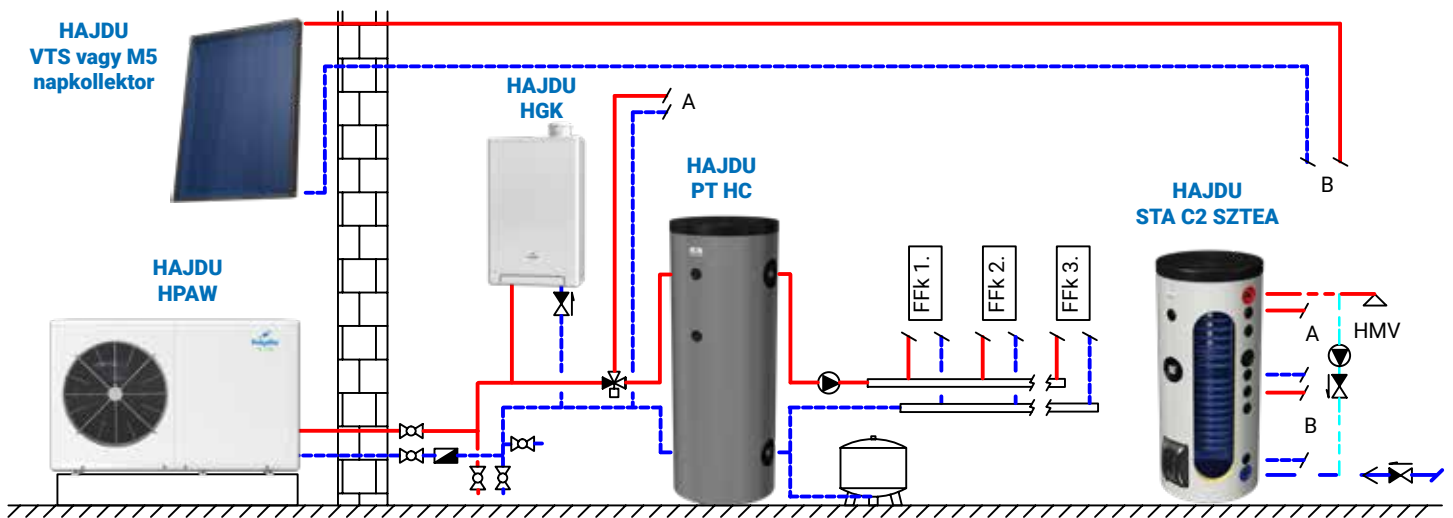 HAJDU
VTS vagy M5
napkollektor
HAJDU
HGK
A
HAJDU
PT HC
B
HAJDU
STA C2 SZTEA
HAJDU
HPAW
FFk 1.
FFk 2.
FFk 3.
A
HMV
B